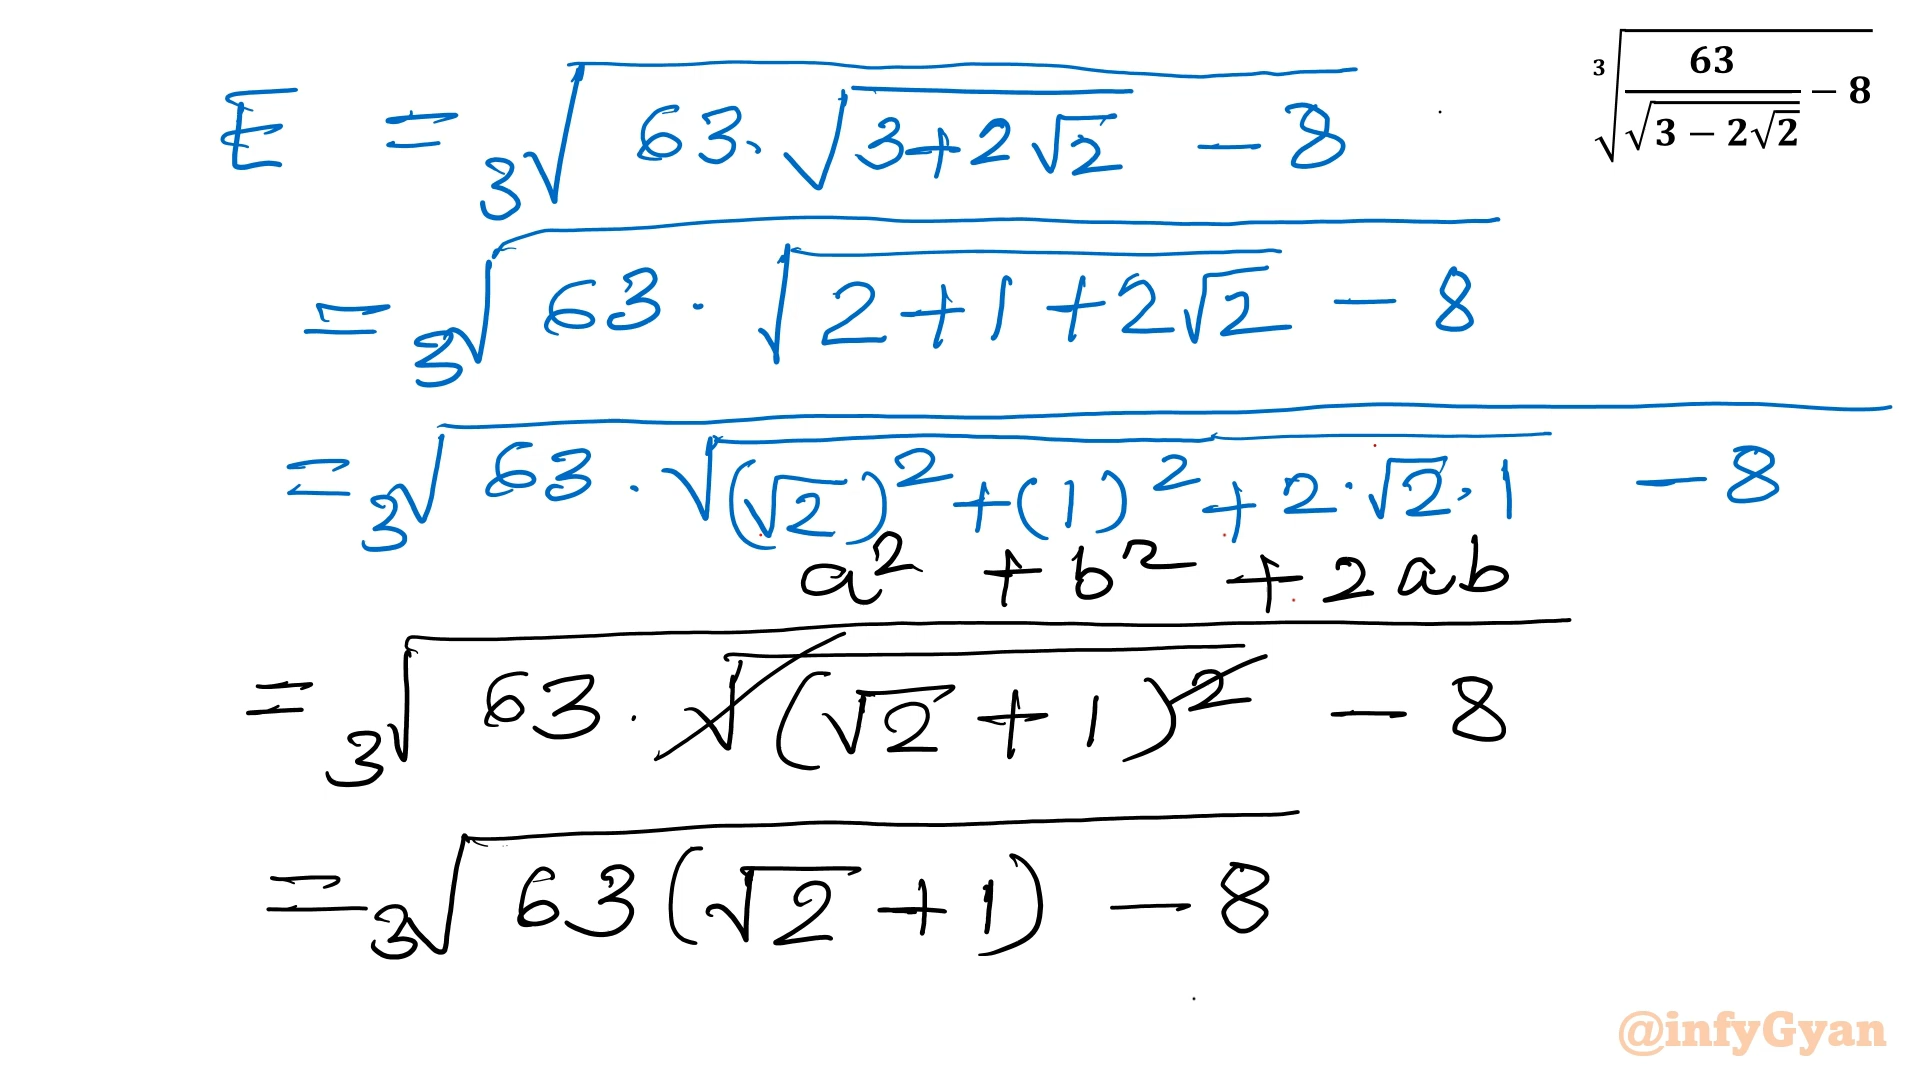 E = ∛(63·√(3+2√2) − 8)
∛(63/√(3−2√2) − 8)
= ∛(63·√(2+1+2√2) − 8)
= ∛(63·√((√2)²+(1)²+2·√2·1) − 8)
a² + b² + 2ab
= ∛(63·√((√2+1)²) − 8)
= ∛(63(√2+1) − 8)
@infyGyan